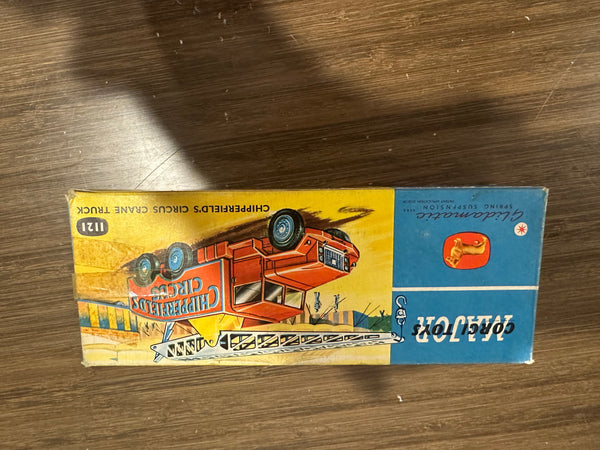 CORGI TOYS
MAJOR
Glidamatic
SPRING SUSPENSION
CHIPPERFIELDS
CIRCUS
CHIPPERFIELD'S CIRCUS CRANE TRUCK
1121